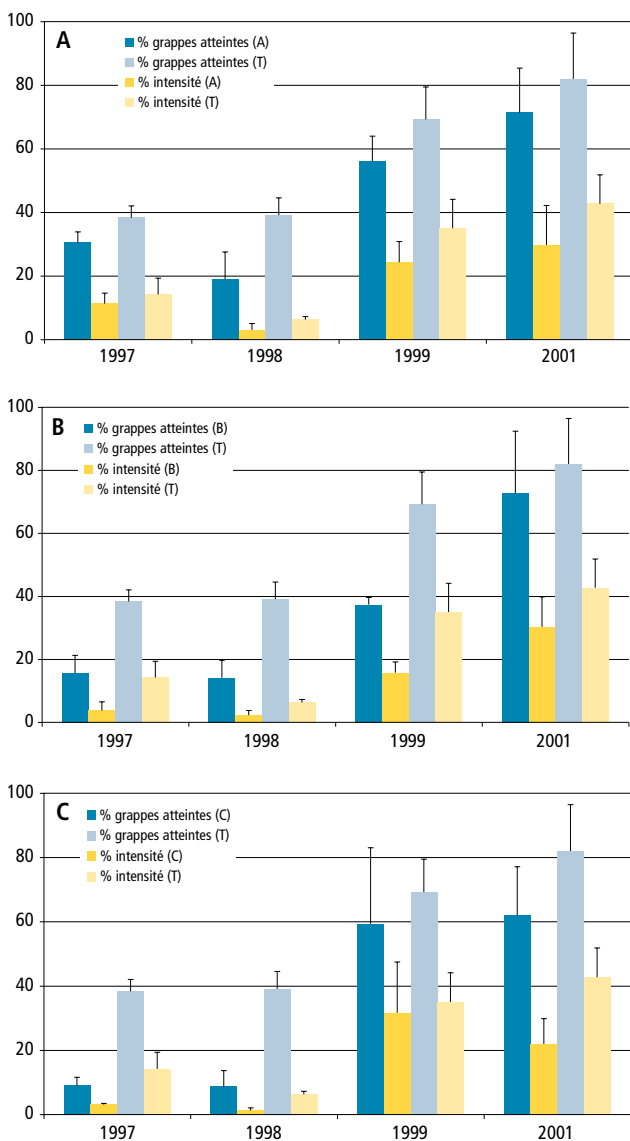 100
A
% grappes atteintes (A)
% grappes atteintes (T)
% intensité (A)
% intensité (T)
80
60
40
20
0
1997 1998 1999 2001
100
B
% grappes atteintes (B)
% grappes atteintes (T)
% intensité (B)
% intensité (T)
80
60
40
20
0
1997 1998 1999 2001
100
C
% grappes atteintes (C)
% grappes atteintes (T)
% intensité (C)
% intensité (T)
80
60
40
20
0
1997 1998 1999 2001